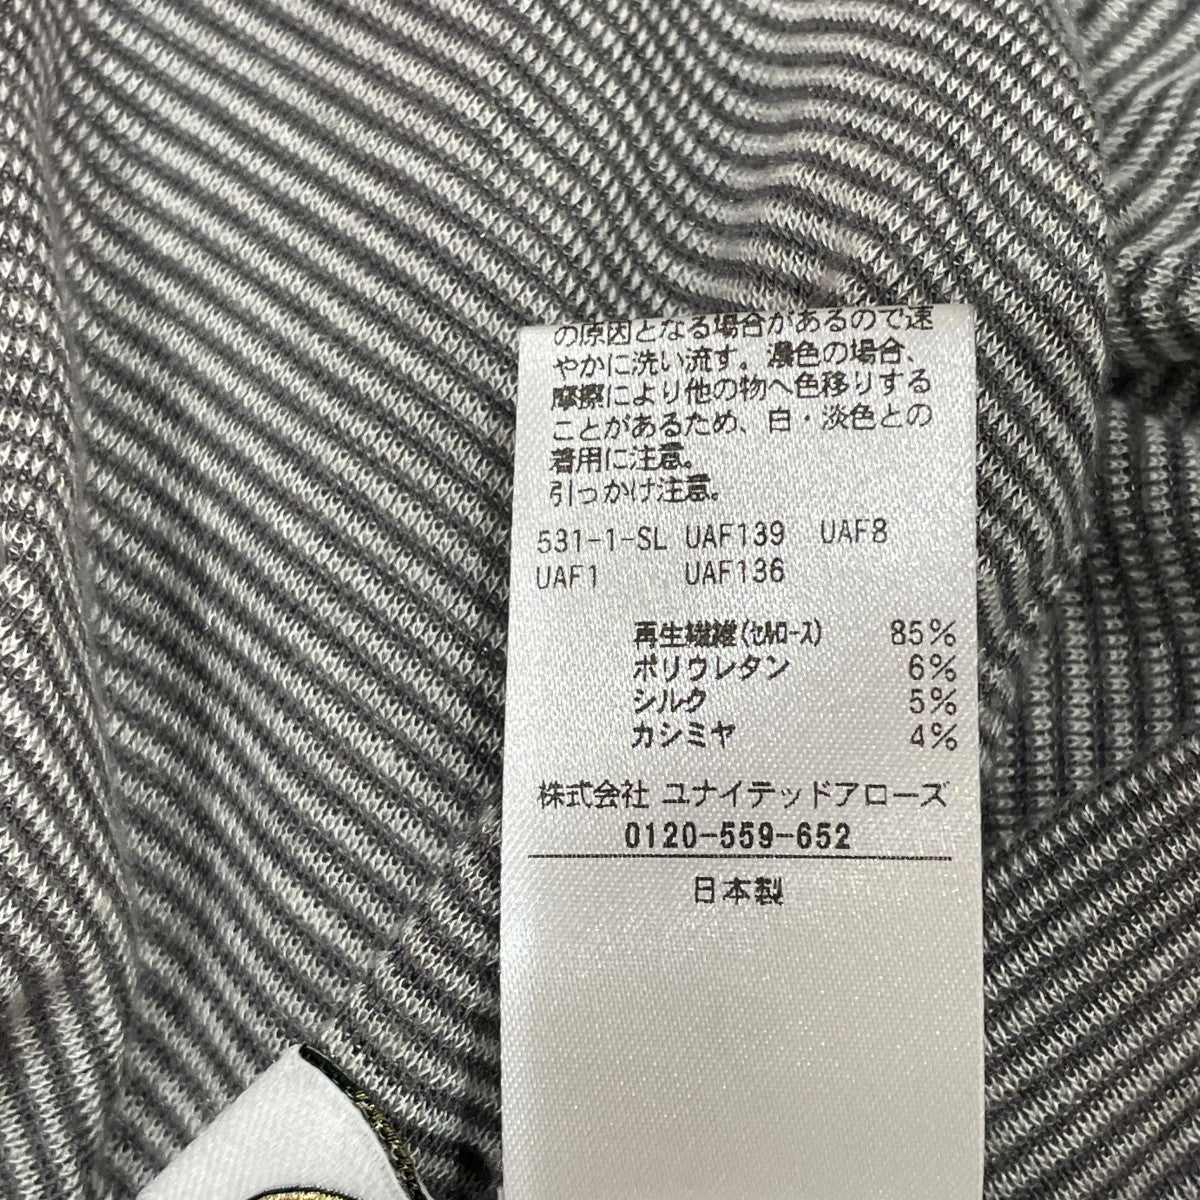 の原因となる場合があるので速
やかに洗い流す。濃色の場合、
摩擦により他の物へ色移りする
ことがあるため、白・淡色との
着用に注意。
引っかけ注意。
531-1-SL UAF139 UAF8
UAF1 UAF136
再生繊維(セルロース) 85%
ポリウレタン 6%
シルク 5%
カシミヤ 4%
株式会社 ユナイテッドアローズ
0120-559-652
日本製